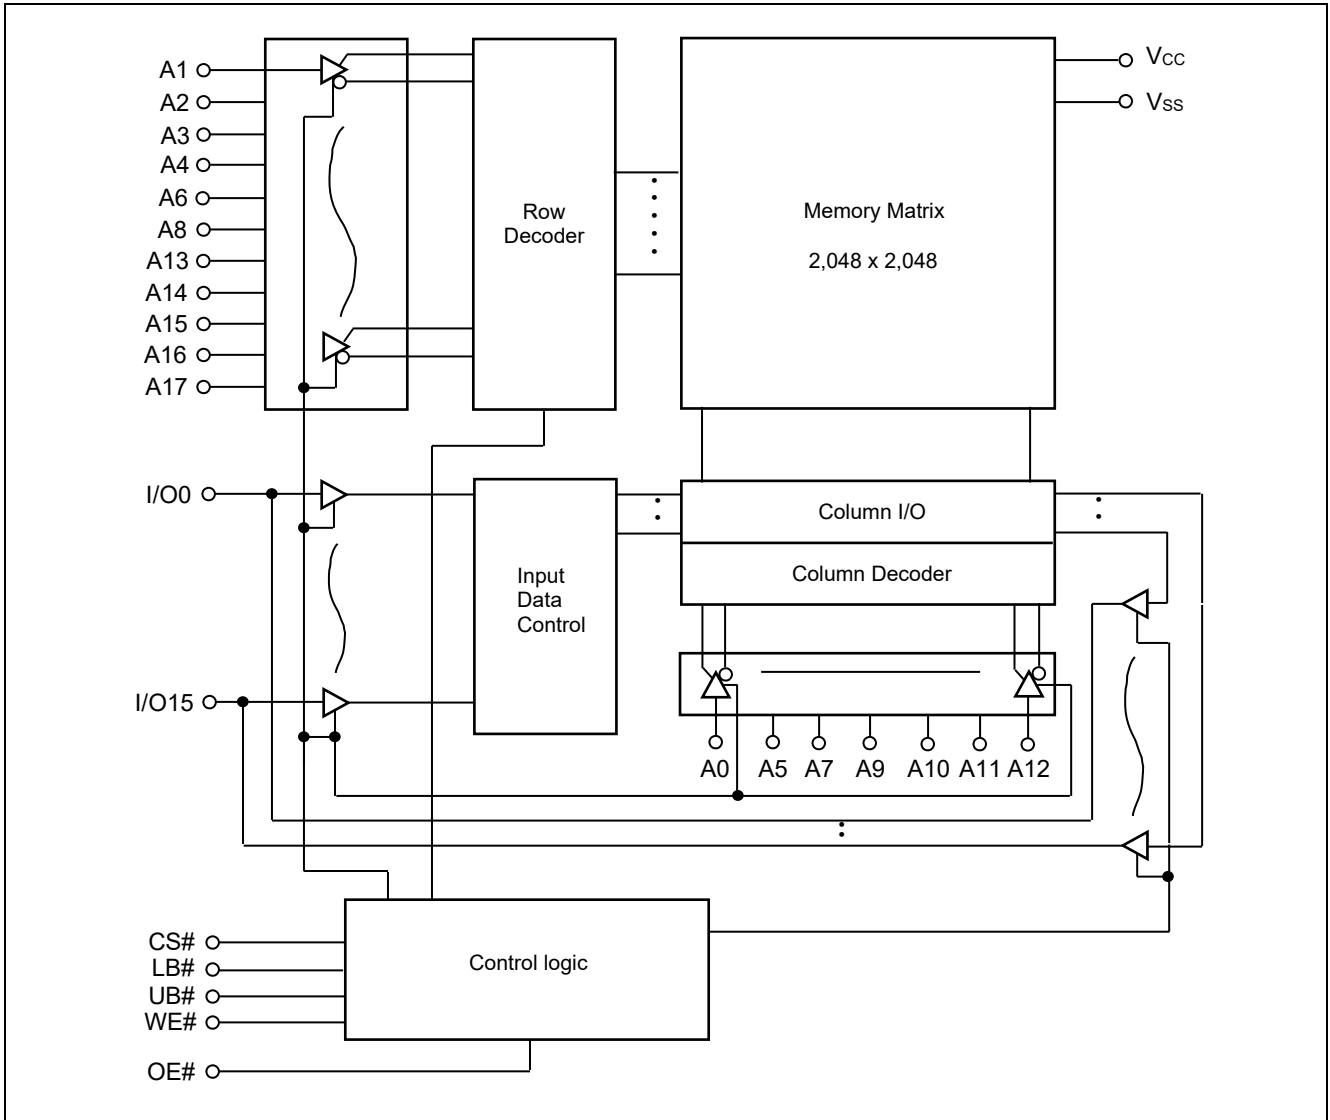 A1
A2
A3
A4
A6
A8
A13
A14
A15
A16
A17
Row
Decoder
Memory Matrix
2,048 x 2,048
VCC
VSS
I/O0
I/O15
Input
Data
Control
Column I/O
Column Decoder
A0 A5 A7 A9 A10 A11 A12
CS#
LB#
UB#
WE#
OE#
Control logic